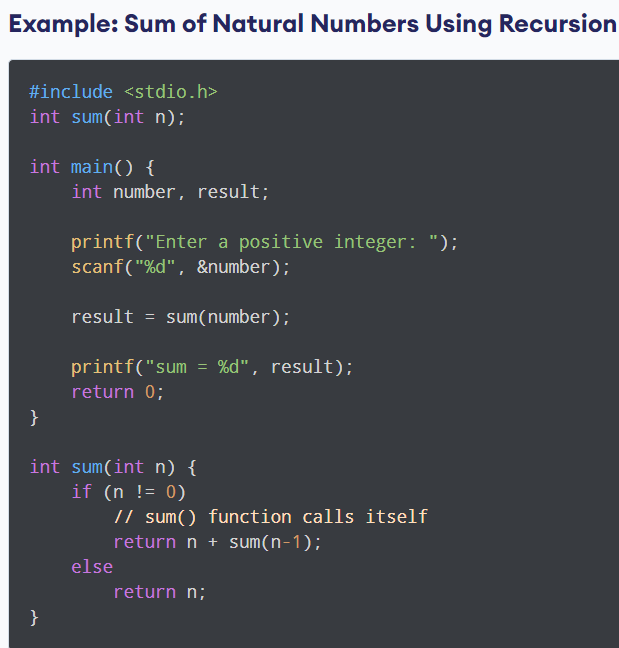 Example: Sum of Natural Numbers Using Recursion
#include <stdio.h>
int sum(int n);

int main() {
    int number, result;

    printf("Enter a positive integer: ");
    scanf("%d", &number);

    result = sum(number);

    printf("sum = %d", result);
    return 0;
}

int sum(int n) {
    if (n != 0)
        // sum() function calls itself
        return n + sum(n-1);
    else
        return n;
}